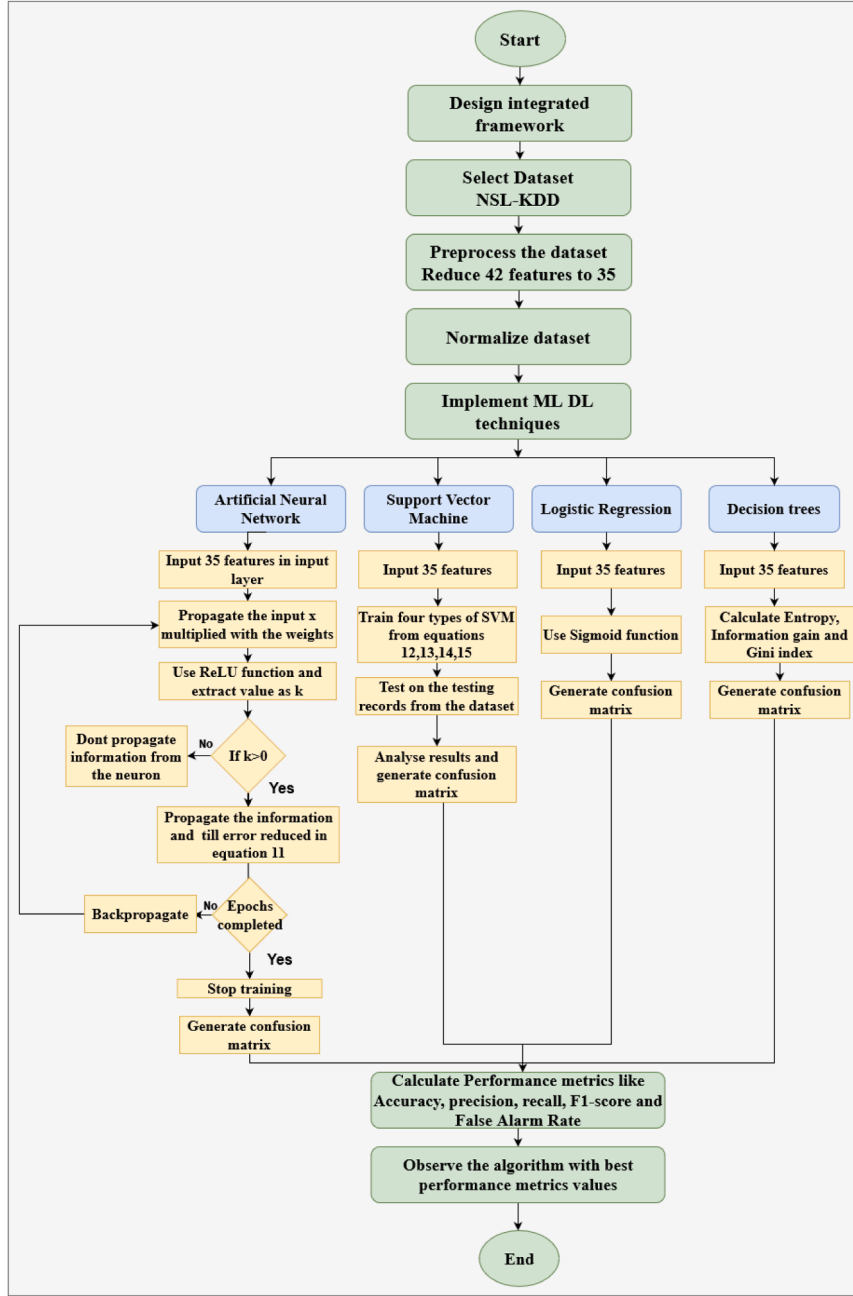 Start
Design integrated
framework
Select Dataset
NSL-KDD
Preprocess the dataset
Reduce 42 features to 35
Normalize dataset
Implement ML DL
techniques
Artificial Neural
Network
Support Vector
Machine
Logistic Regression
Decision trees
Input 35 features in input
layer
Input 35 features
Input 35 features
Input 35 features
Propagate the input x
multiplied with the weights
Train four types of SVM
from equations
12,13,14,15
Use Sigmoid function
Calculate Entropy,
Information gain and
Gini index
Use ReLU function and
extract value as k
Test on the testing
records from the dataset
Generate confusion
matrix
Generate confusion
matrix
Dont propagate
information from
the neuron
No
If k>0
Analyse results and
generate confusion
matrix
Yes
Propagate the information
and till error reduced in
equation 11
Backpropagate
No
Epochs
completed
Yes
Stop training
Generate confusion
matrix
Calculate Performance metrics like
Accuracy, precision, recall, F1-score and
False Alarm Rate
Observe the algorithm with best
performance metrics values
End